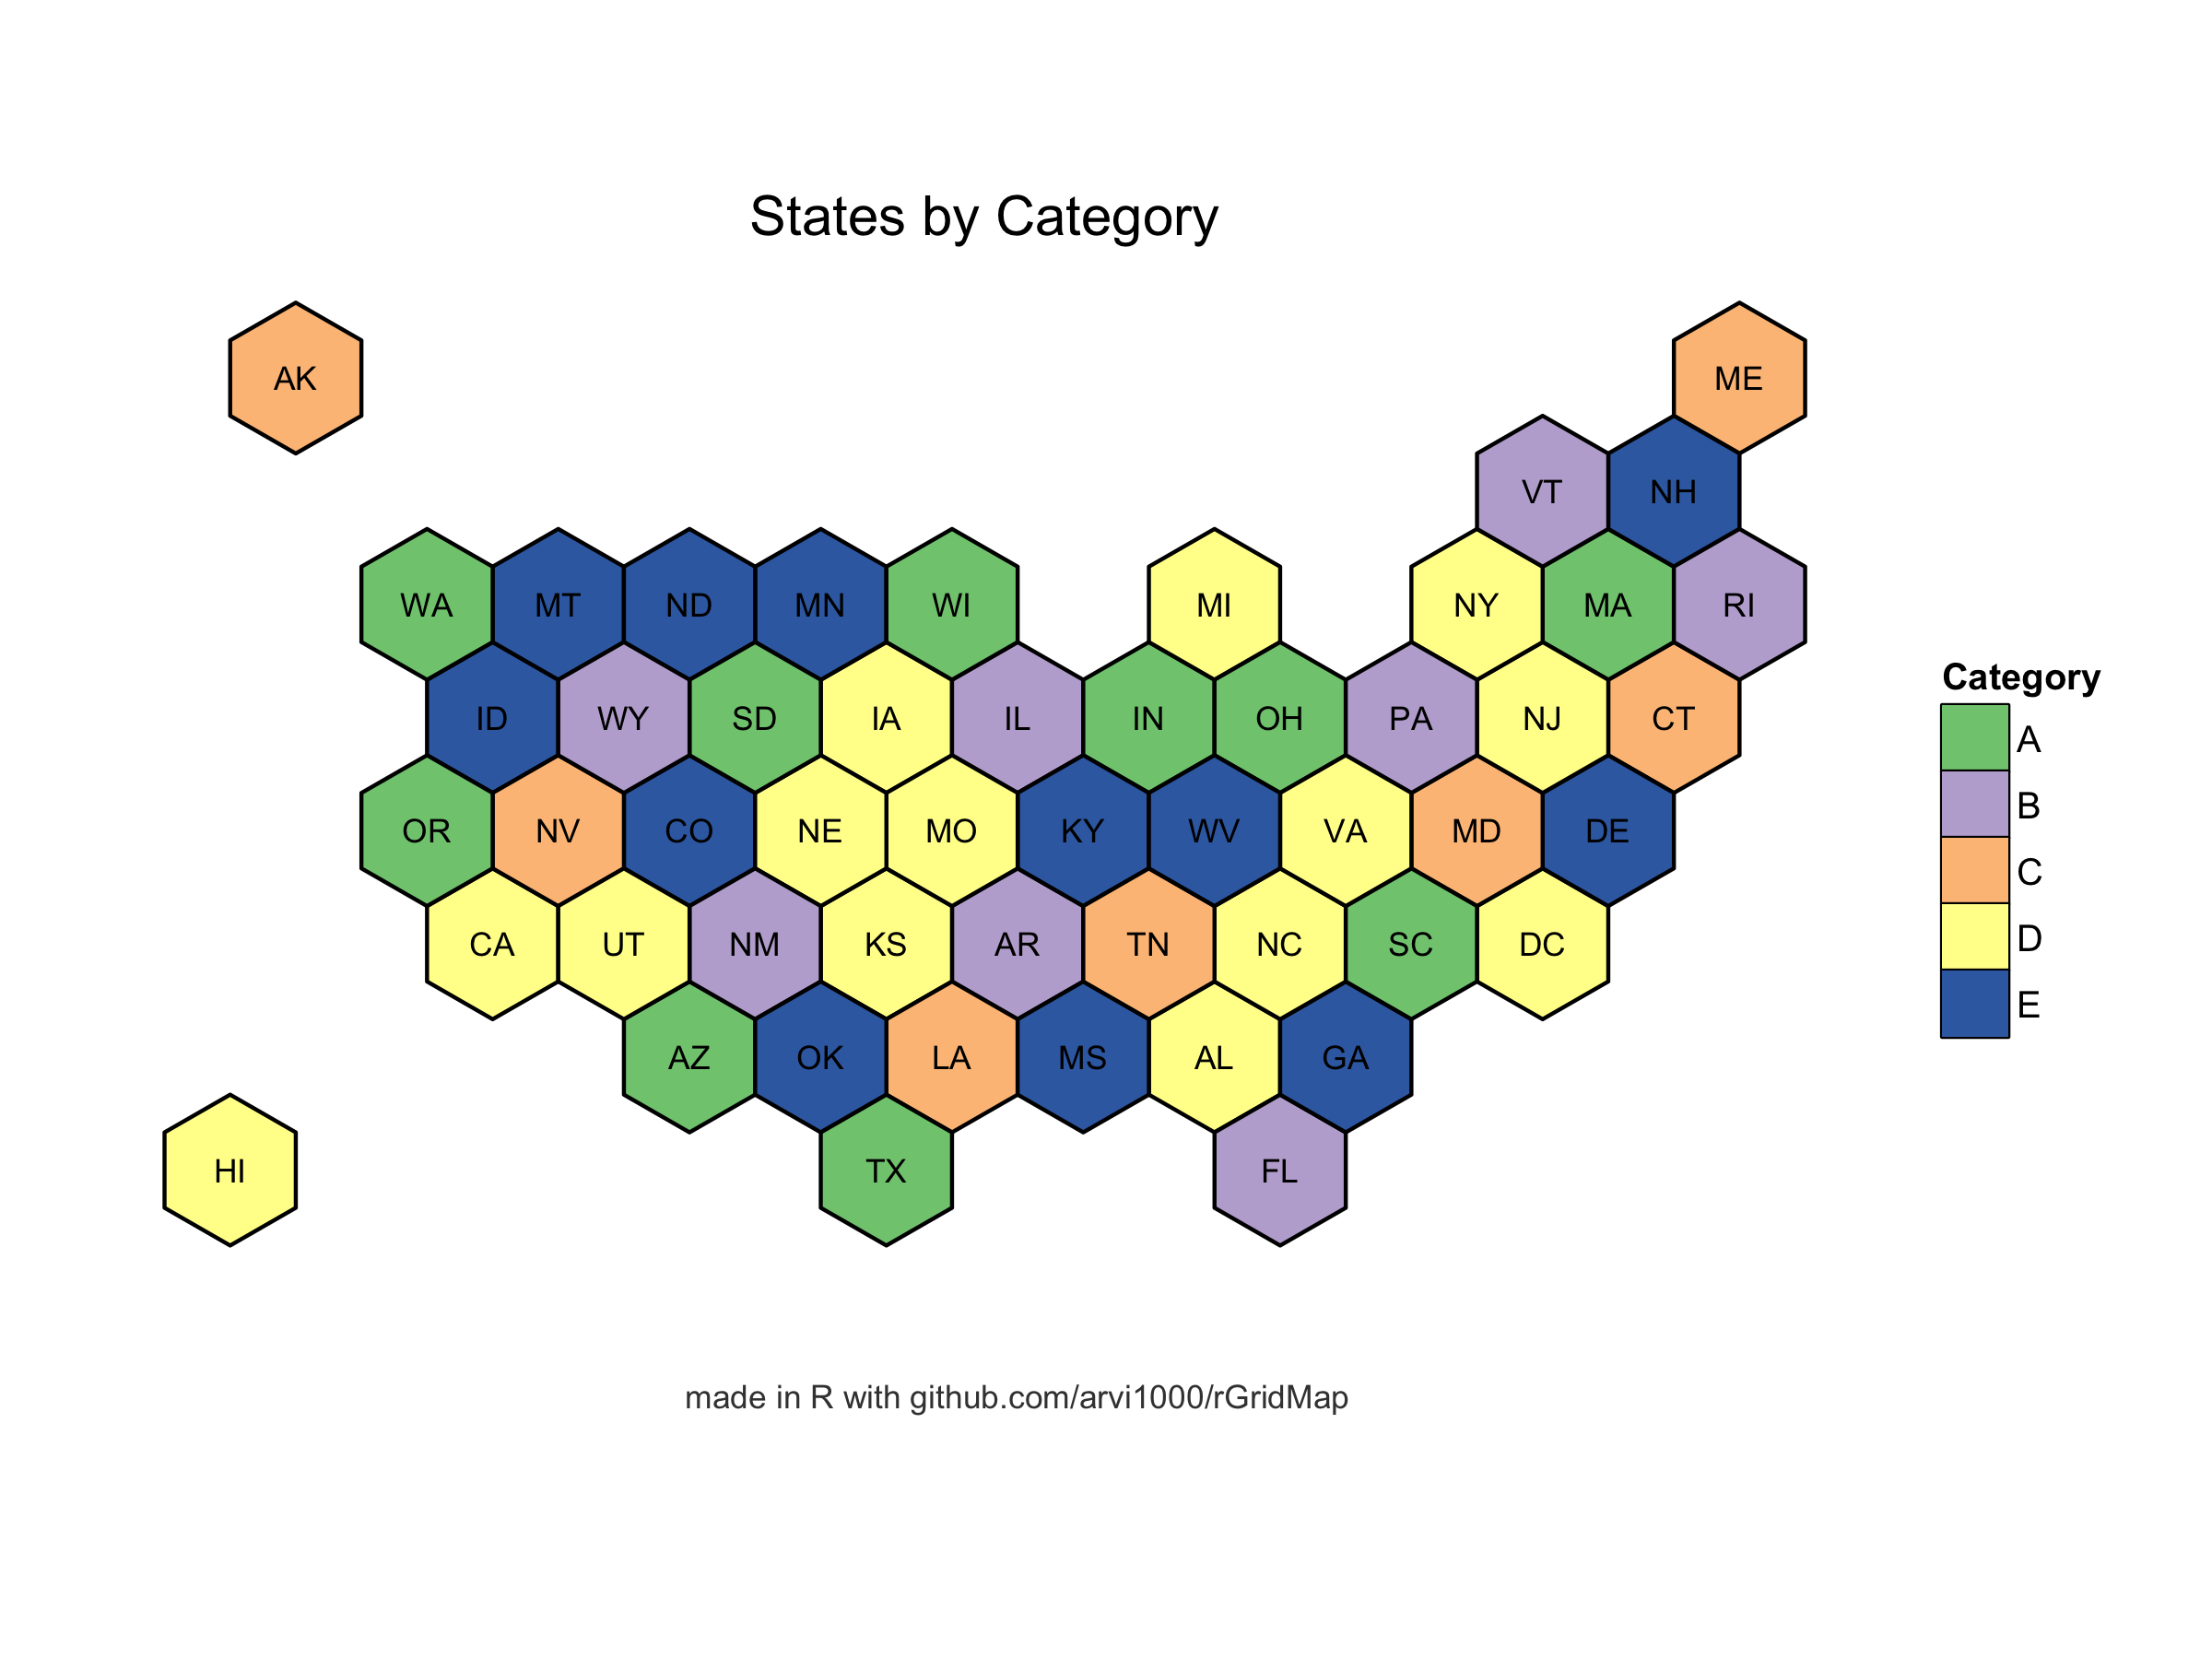 States by Category
AK
ME
VT NH
WA MT ND MN WI MI NY MA RI
ID WY SD IA IL IN OH PA NJ CT
OR NV CO NE MO KY WV VA MD DE
CA UT NM KS AR TN NC SC DC
AZ OK LA MS AL GA
HI TX FL
Category
A
B
C
D
E
made in R with github.com/arvi1000/rGridMap